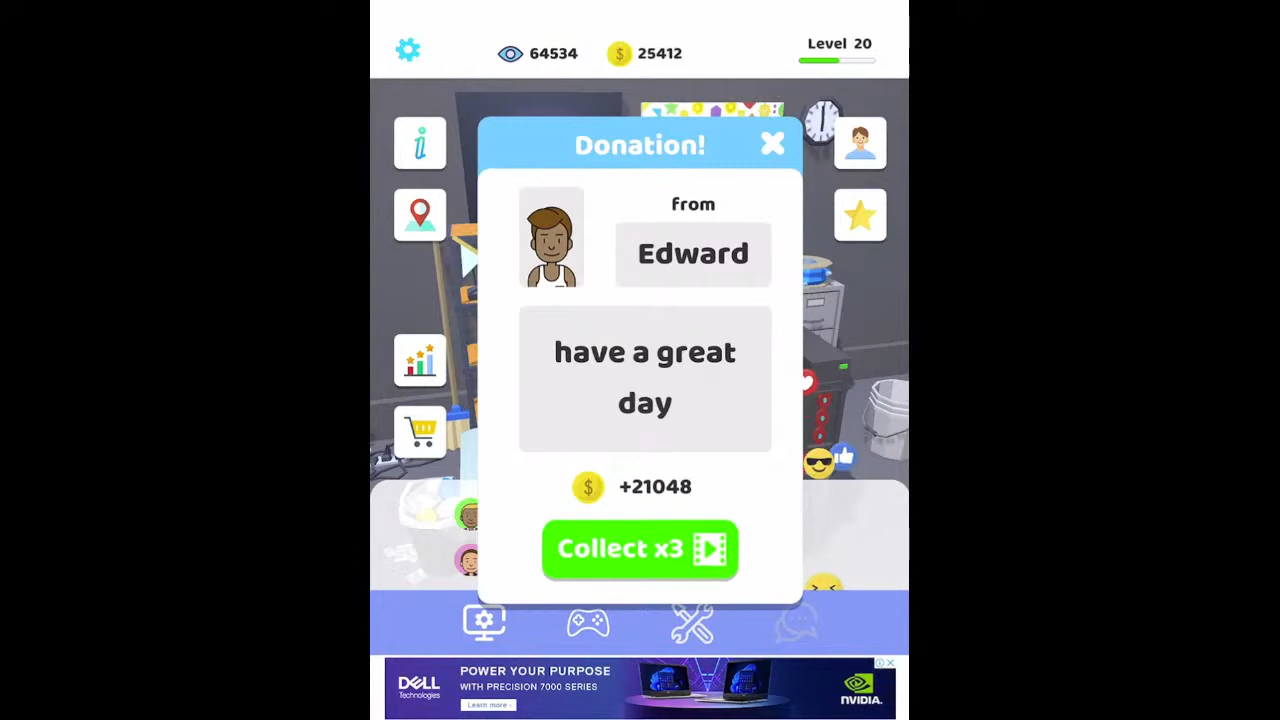 64534
25412
Level 20
Donation!
from
Edward
have a great
day
+21048
Collect x3
DELL
Technologies
POWER YOUR PURPOSE
WITH PRECISION 7000 SERIES
Learn more ›
NVIDIA.